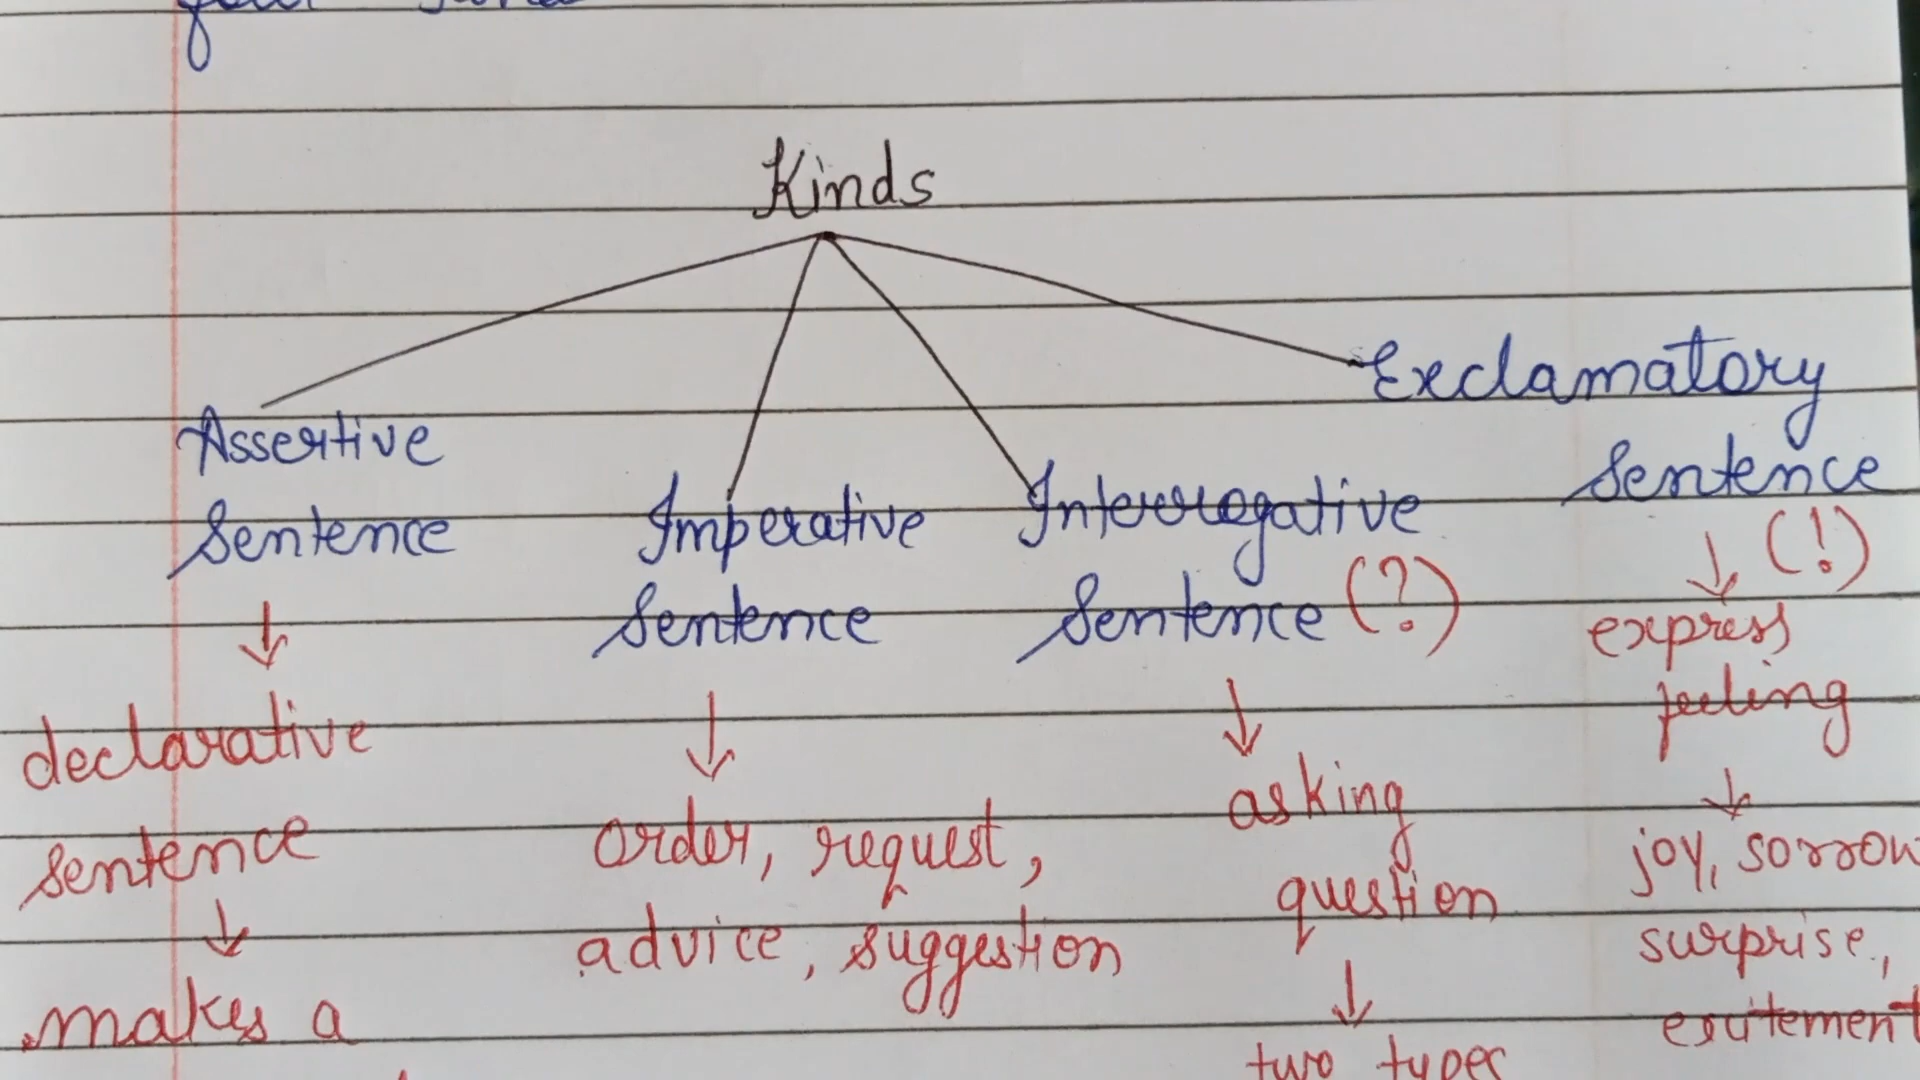 Kinds
Assertive
Sentence
↓
declarative
sentence
↓
makes a
Imperative
Sentence
↓
order, request,
advice, suggestion
Interrogative
Sentence (?)
↓
asking
question
↓
two types
Exclamatory
Sentence
↓ (!)
express
feeling
↓
joy, sorrow
surprise,
excitement